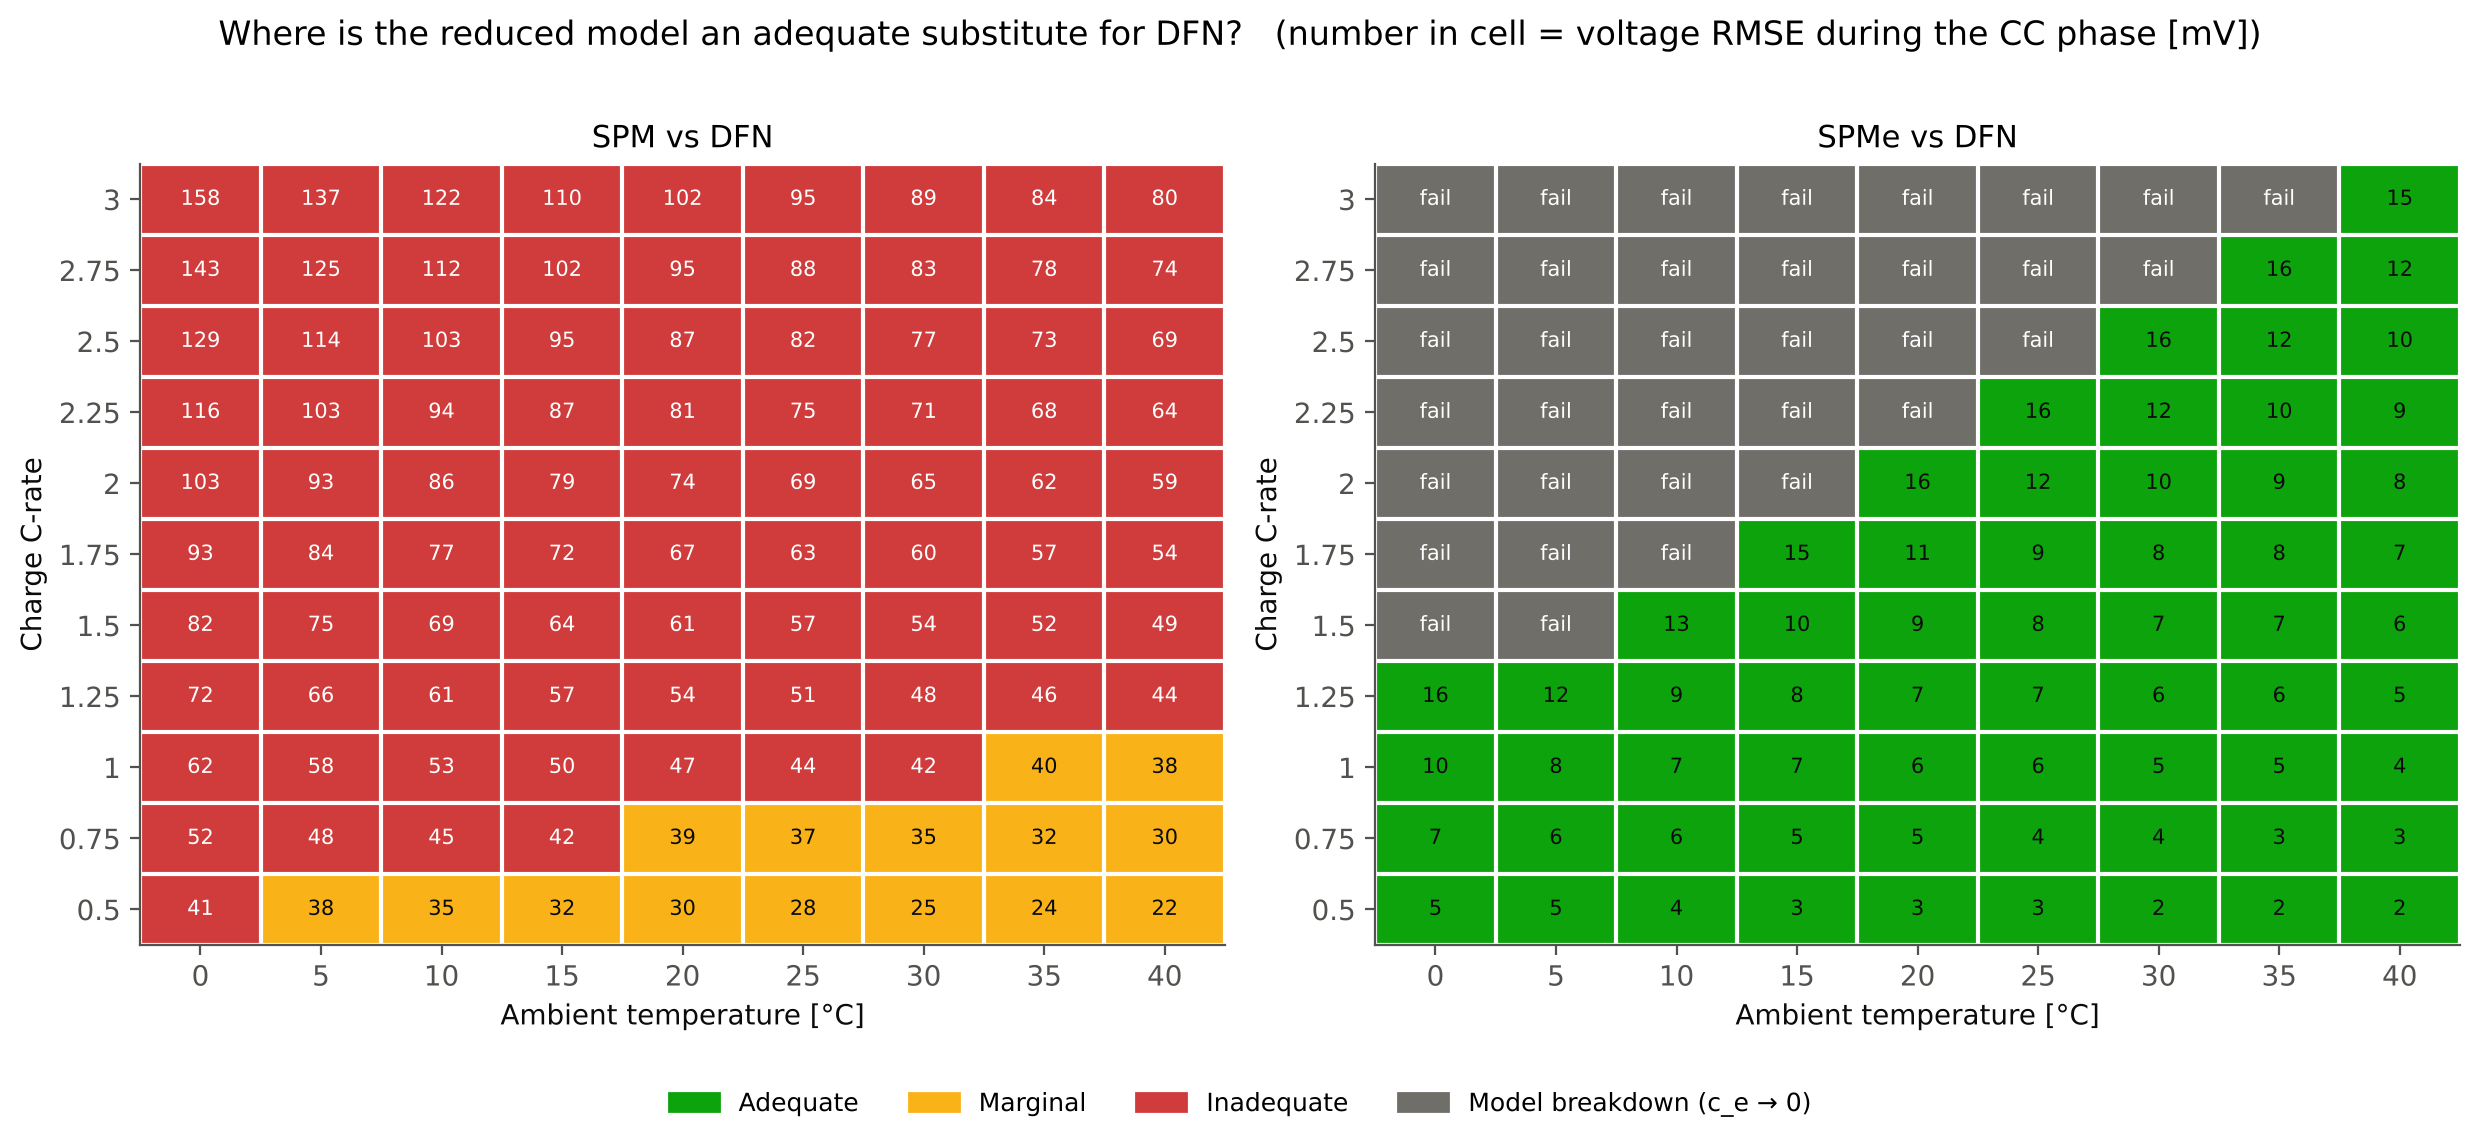 Where is the reduced model an adequate substitute for DFN?   (number in cell = voltage RMSE during the CC phase [mV])
SPM vs DFN
Charge C-rate
3 158 137 122 110 102 95 89 84 80
2.75 143 125 112 102 95 88 83 78 74
2.5 129 114 103 95 87 82 77 73 69
2.25 116 103 94 87 81 75 71 68 64
2 103 93 86 79 74 69 65 62 59
1.75 93 84 77 72 67 63 60 57 54
1.5 82 75 69 64 61 57 54 52 49
1.25 72 66 61 57 54 51 48 46 44
1 62 58 53 50 47 44 42 40 38
0.75 52 48 45 42 39 37 35 32 30
0.5 41 38 35 32 30 28 25 24 22
0 5 10 15 20 25 30 35 40
Ambient temperature [°C]
SPMe vs DFN
Charge C-rate
3 fail fail fail fail fail fail fail fail 15
2.75 fail fail fail fail fail fail fail 16 12
2.5 fail fail fail fail fail fail 16 12 10
2.25 fail fail fail fail fail 16 12 10 9
2 fail fail fail fail 16 12 10 9 8
1.75 fail fail fail 15 11 9 8 8 7
1.5 fail fail 13 10 9 8 7 7 6
1.25 16 12 9 8 7 7 6 6 5
1 10 8 7 7 6 6 5 5 4
0.75 7 6 6 5 5 4 4 3 3
0.5 5 5 4 3 3 3 2 2 2
0 5 10 15 20 25 30 35 40
Ambient temperature [°C]
Adequate
Marginal
Inadequate
Model breakdown (c_e → 0)